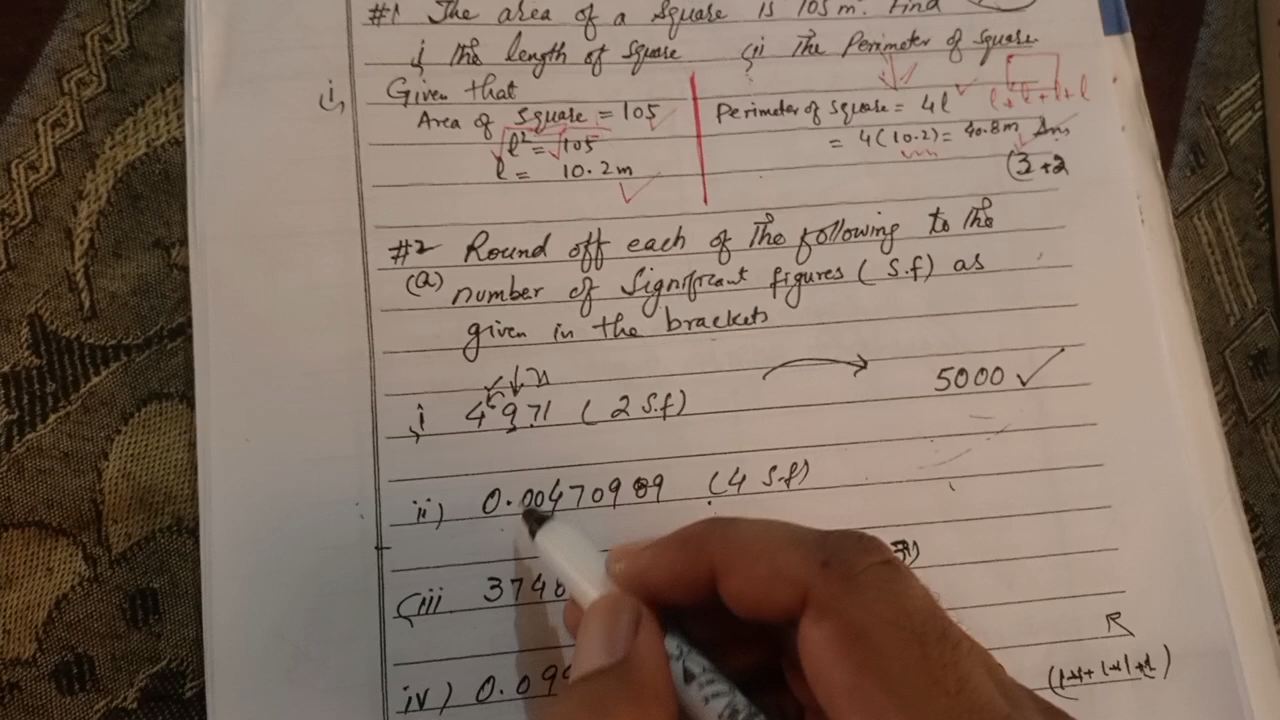 #1 The area of a square is 105 m. Find
i, the length of square (ii The Perimeter of square
i, Given that
Area of square = 105
l² = 105
l = 10.2 m
Perimeter of square = 4l
l + l + l + l
= 4(10.2) = 40.8m Ans
(3+2
#2 Round off each of the following to the
(a) number of significant figures (S.f) as
given in the brackets
i, 4971 (2 S.f) 5000 ✓
ii) 0.00470989 (4 S.f)
(iii 374
iv) 0.09